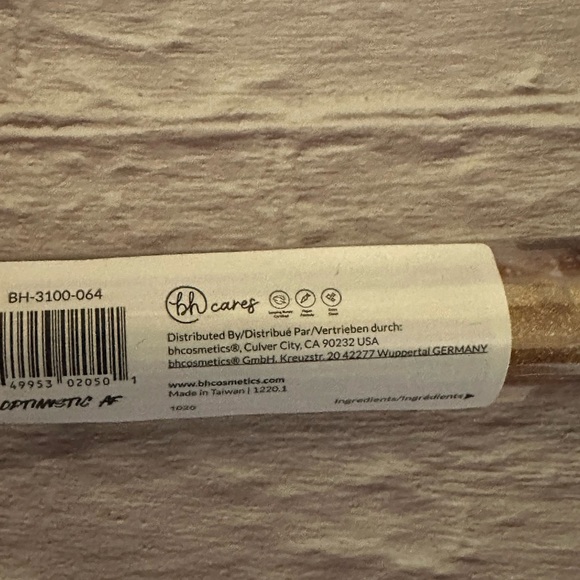 BH-3100-064
49953 02050 1
OPTIMISTIC AF
bh cares
Distributed By/Distribué Par/Vertrieben durch:
bhcosmetics®, Culver City, CA 90232 USA
bhcosmetics® GmbH. Kreuzstr. 20 42277 Wuppertal GERMANY
www.bhcosmetics.com
Made in Taiwan | 1220.1
1020
Ingredients/Ingrédients▶